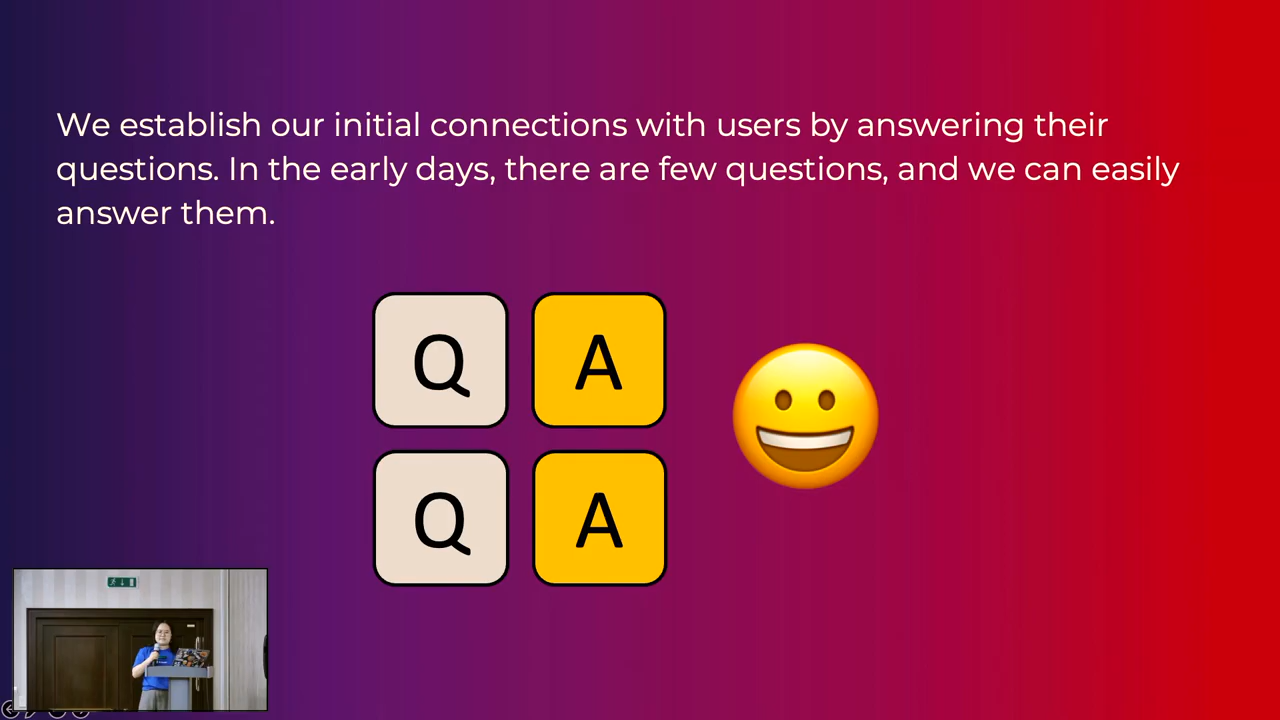 We establish our initial connections with users by answering their
questions. In the early days, there are few questions, and we can easily
answer them.
Q A
Q A